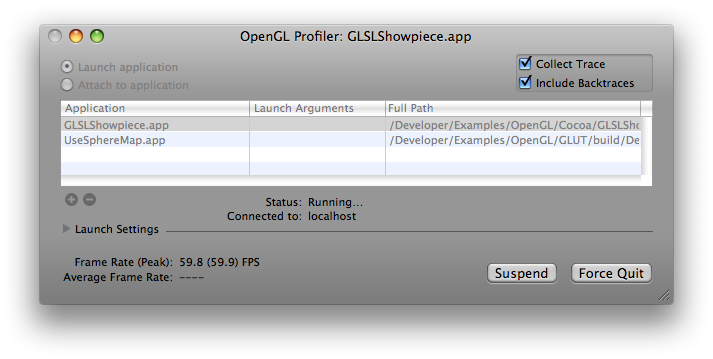 OpenGL Profiler: GLSLShowpiece.app
Launch application
Attach to application
Collect Trace
Include Backtraces
Application Launch Arguments Full Path
GLSLShowpiece.app /Developer/Examples/OpenGL/Cocoa/GLSLSho
UseSphereMap.app /Developer/Examples/OpenGL/GLUT/build/De
Status: Running...
Connected to: localhost
Launch Settings
Frame Rate (Peak): 59.8 (59.9) FPS
Average Frame Rate: ----
Suspend Force Quit